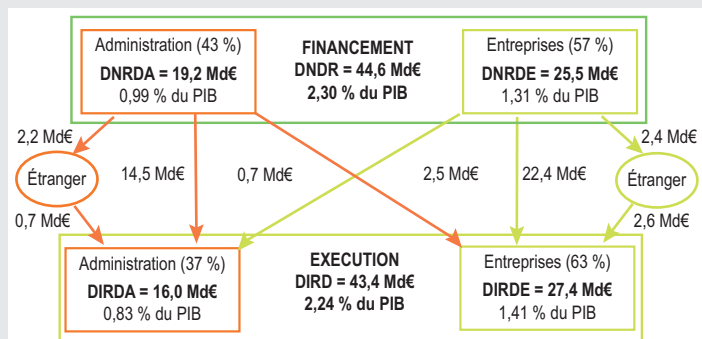 Administration (43 %)
DNRDA = 19,2 Md€
0,99 % du PIB
FINANCEMENT
DNDR = 44,6 Md€
2,30 % du PIB
Entreprises (57 %)
DNRDE = 25,5 Md€
1,31 % du PIB
2,2 Md€
2,4 Md€
Étranger
14,5 Md€
0,7 Md€
2,5 Md€
22,4 Md€
Étranger
0,7 Md€
2,6 Md€
Administration (37 %)
DIRDA = 16,0 Md€
0,83 % du PIB
EXECUTION
DIRD = 43,4 Md€
2,24 % du PIB
Entreprises (63 %)
DIRDE = 27,4 Md€
1,41 % du PIB